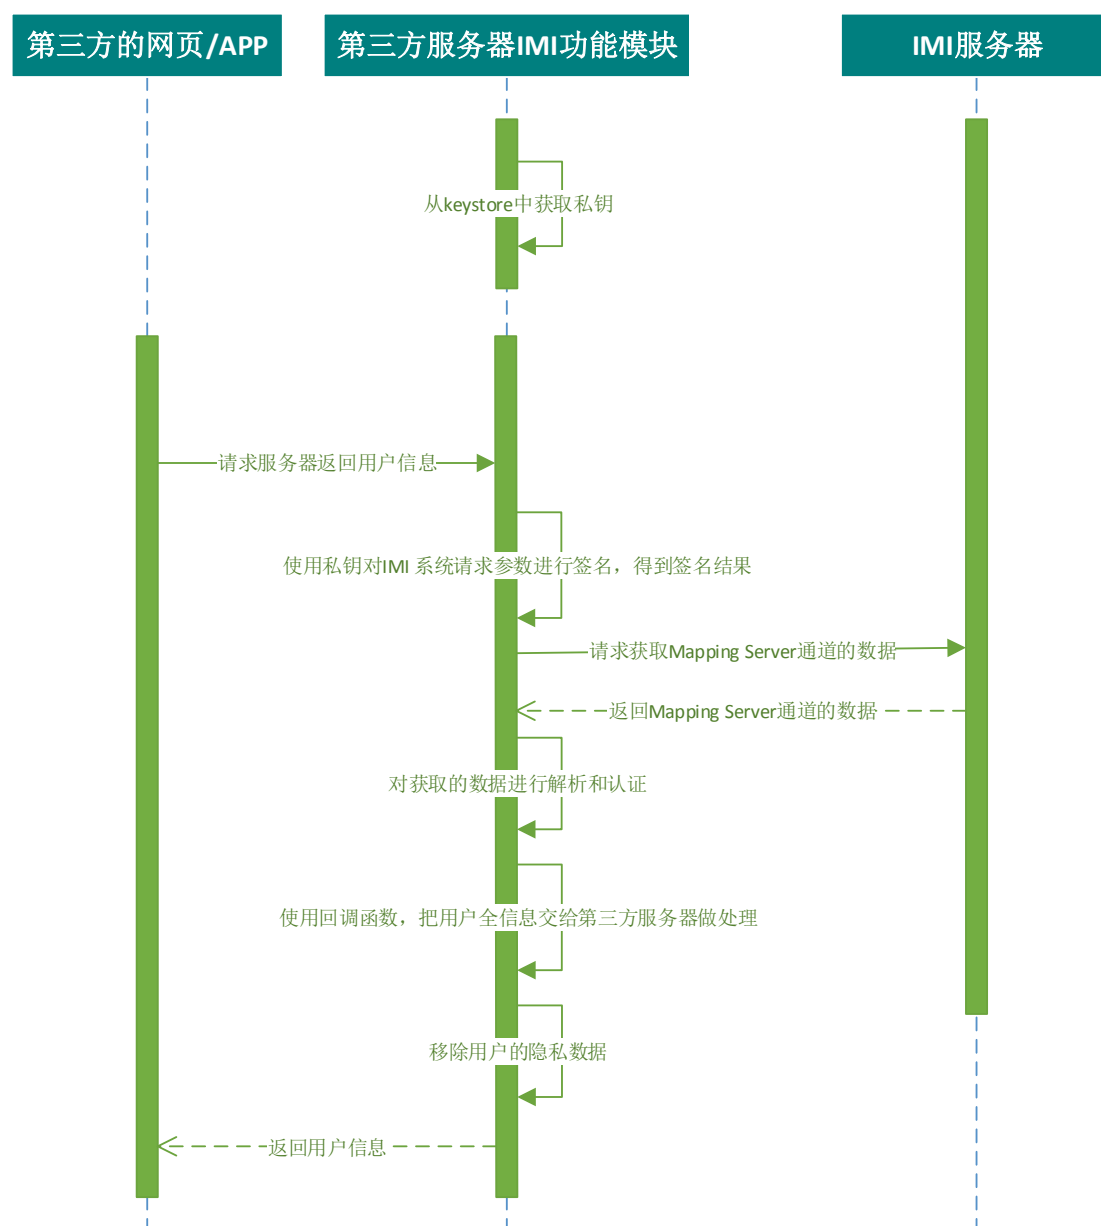 第三方的网页/APP
第三方服务器IMI功能模块
IMI服务器
从keystore中获取私钥
请求服务器返回用户信息
使用私钥对IMI 系统请求参数进行签名，得到签名结果
请求获取Mapping Server通道的数据
返回Mapping Server通道的数据
对获取的数据进行解析和认证
使用回调函数，把用户全信息交给第三方服务器做处理
移除用户的隐私数据
返回用户信息